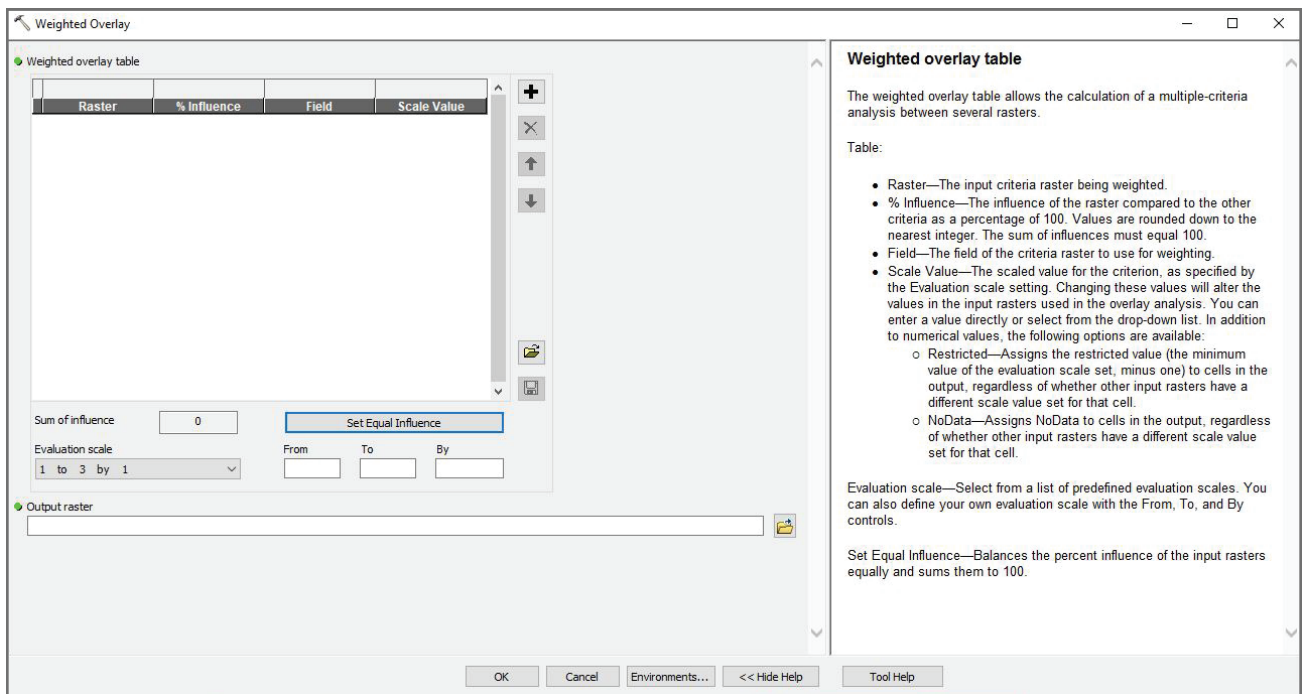 Weighted Overlay
Weighted overlay table
Raster % Influence Field Scale Value
Sum of influence 0 Set Equal Influence
Evaluation scale From To By
1 to 3 by 1
Output raster
Weighted overlay table
The weighted overlay table allows the calculation of a multiple-criteria
analysis between several rasters.
Table:
• Raster—The input criteria raster being weighted.
• % Influence—The influence of the raster compared to the other
criteria as a percentage of 100. Values are rounded down to the
nearest integer. The sum of influences must equal 100.
• Field—The field of the criteria raster to use for weighting.
• Scale Value—The scaled value for the criterion, as specified by
the Evaluation scale setting. Changing these values will alter the
values in the input rasters used in the overlay analysis. You can
enter a value directly or select from the drop-down list. In addition
to numerical values, the following options are available:
o Restricted—Assigns the restricted value (the minimum
value of the evaluation scale set, minus one) to cells in the
output, regardless of whether other input rasters have a
different scale value set for that cell.
o NoData—Assigns NoData to cells in the output, regardless
of whether other input rasters have a different scale value
set for that cell.
Evaluation scale—Select from a list of predefined evaluation scales. You
can also define your own evaluation scale with the From, To, and By
controls.
Set Equal Influence—Balances the percent influence of the input rasters
equally and sums them to 100.
OK Cancel Environments... << Hide Help Tool Help